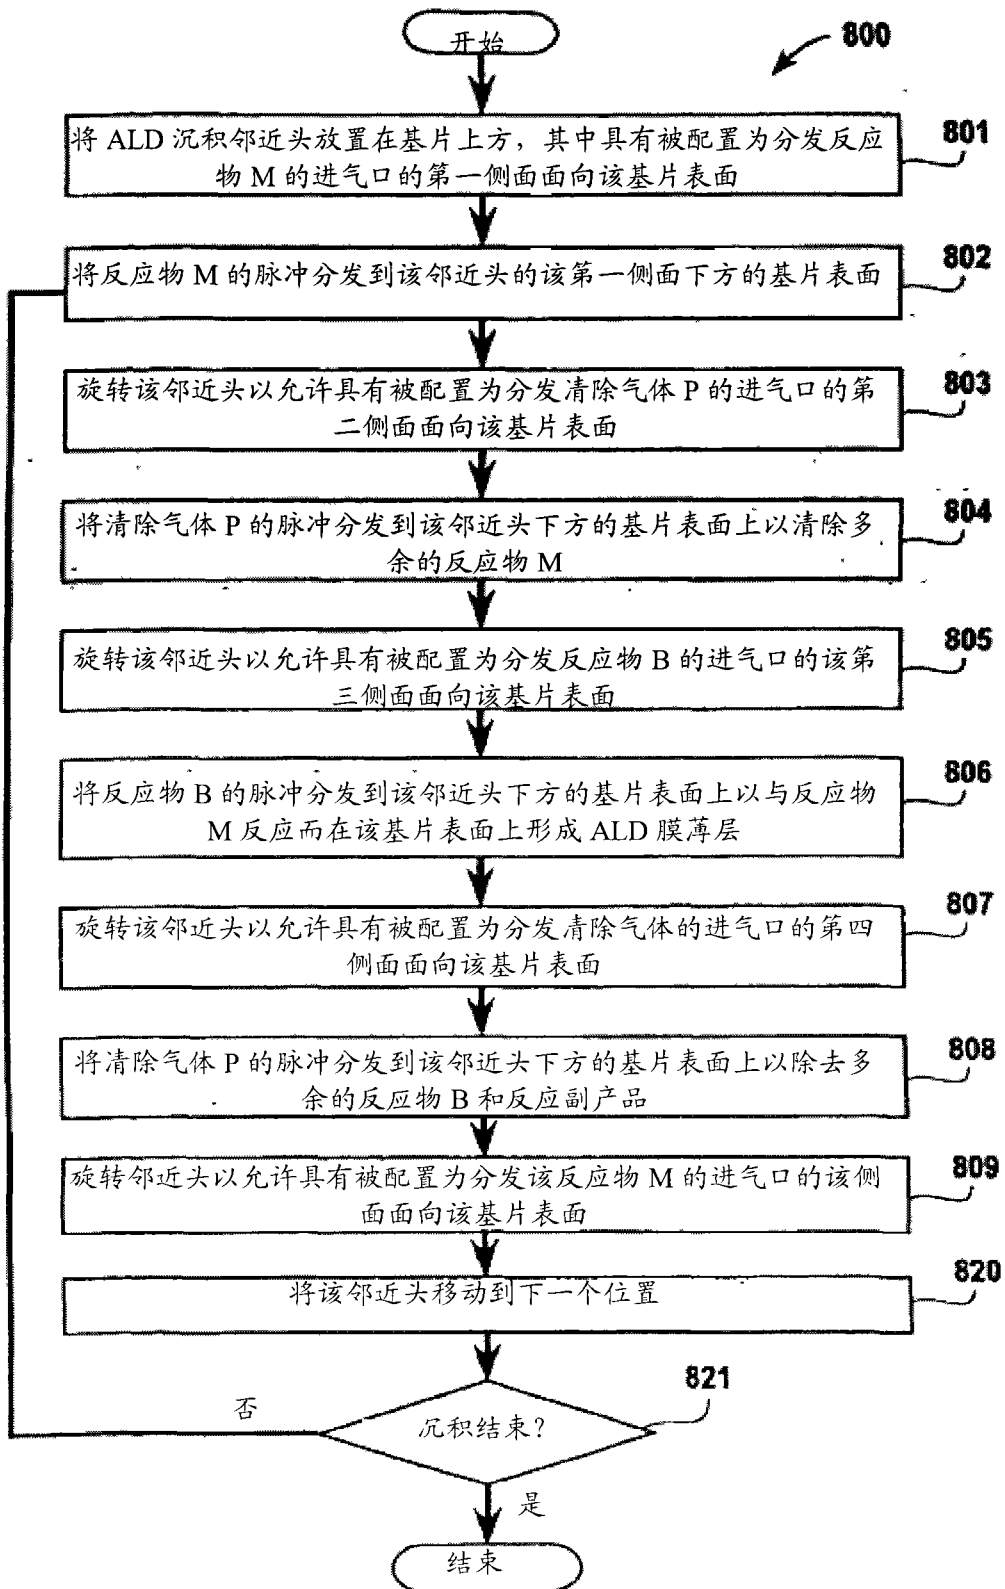 开始
800
将 ALD 沉积邻近头放置在基片上方，其中具有被配置为分发反应
物 M 的进气口的第一侧面面向该基片表面
801
将反应物 M 的脉冲分发到该邻近头的该第一侧面下方的基片表面
802
旋转该邻近头以允许具有被配置为分发清除气体 P 的进气口的第
二侧面面向该基片表面
803
将清除气体 P 的脉冲分发到该邻近头下方的基片表面上以清除多
余的反应物 M
804
旋转该邻近头以允许具有被配置为分发反应物 B 的进气口的该第
三侧面面向该基片表面
805
将反应物 B 的脉冲分发到该邻近头下方的基片表面上以与反应物
M 反应而在该基片表面上形成 ALD 膜薄层
806
旋转该邻近头以允许具有被配置为分发清除气体的进气口的第四
侧面面向该基片表面
807
将清除气体 P 的脉冲分发到该邻近头下方的基片表面上以除去多
余的反应物 B 和反应副产品
808
旋转邻近头以允许具有被配置为分发该反应物 M 的进气口的该侧
面面向该基片表面
809
将该邻近头移动到下一个位置
820
沉积结束?
821
否
是
结束